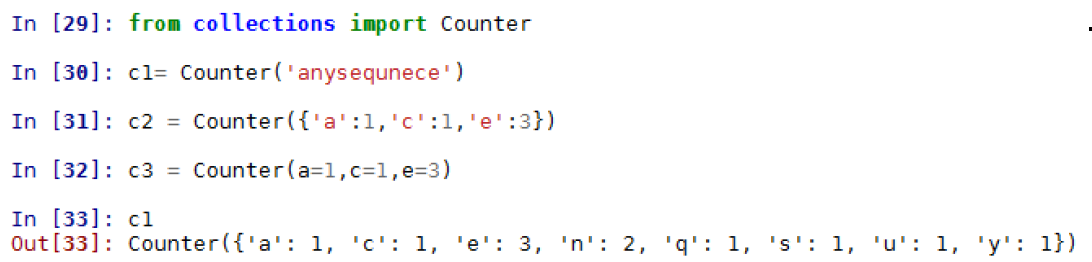 In [29]: from collections import Counter
In [30]: c1= Counter('anysequnece')
In [31]: c2 = Counter({'a':1,'c':1,'e':3})
In [32]: c3 = Counter(a=1,c=1,e=3)
In [33]: c1
Out[33]: Counter({'a': 1, 'c': 1, 'e': 3, 'n': 2, 'q': 1, 's': 1, 'u': 1, 'y': 1})